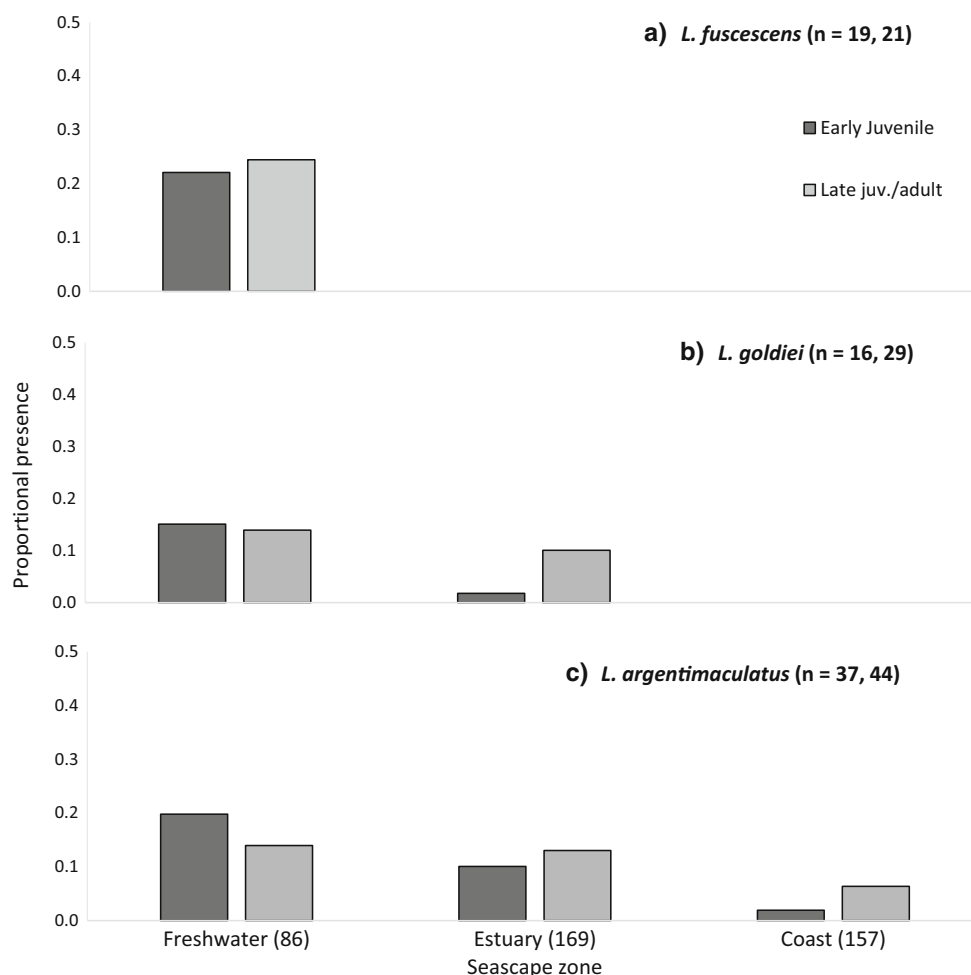 a) L. fuscescens (n = 19, 21)
Early Juvenile
Late juv./adult
0.5
0.4
0.3
0.2
0.1
0.0
b) L. goldiei (n = 16, 29)
Proportional presence
0.5
0.4
0.3
0.2
0.1
0.0
c) L. argentimaculatus (n = 37, 44)
0.5
0.4
0.3
0.2
0.1
0.0
Freshwater (86) Estuary (169) Coast (157)
Seascape zone